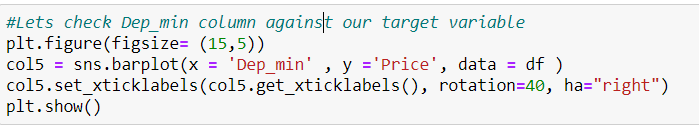 #Lets check Dep_min column against our target variable
plt.figure(figsize= (15,5))
col5 = sns.barplot(x = 'Dep_min' , y ='Price', data = df )
col5.set_xticklabels(col5.get_xticklabels(), rotation=40, ha="right")
plt.show()